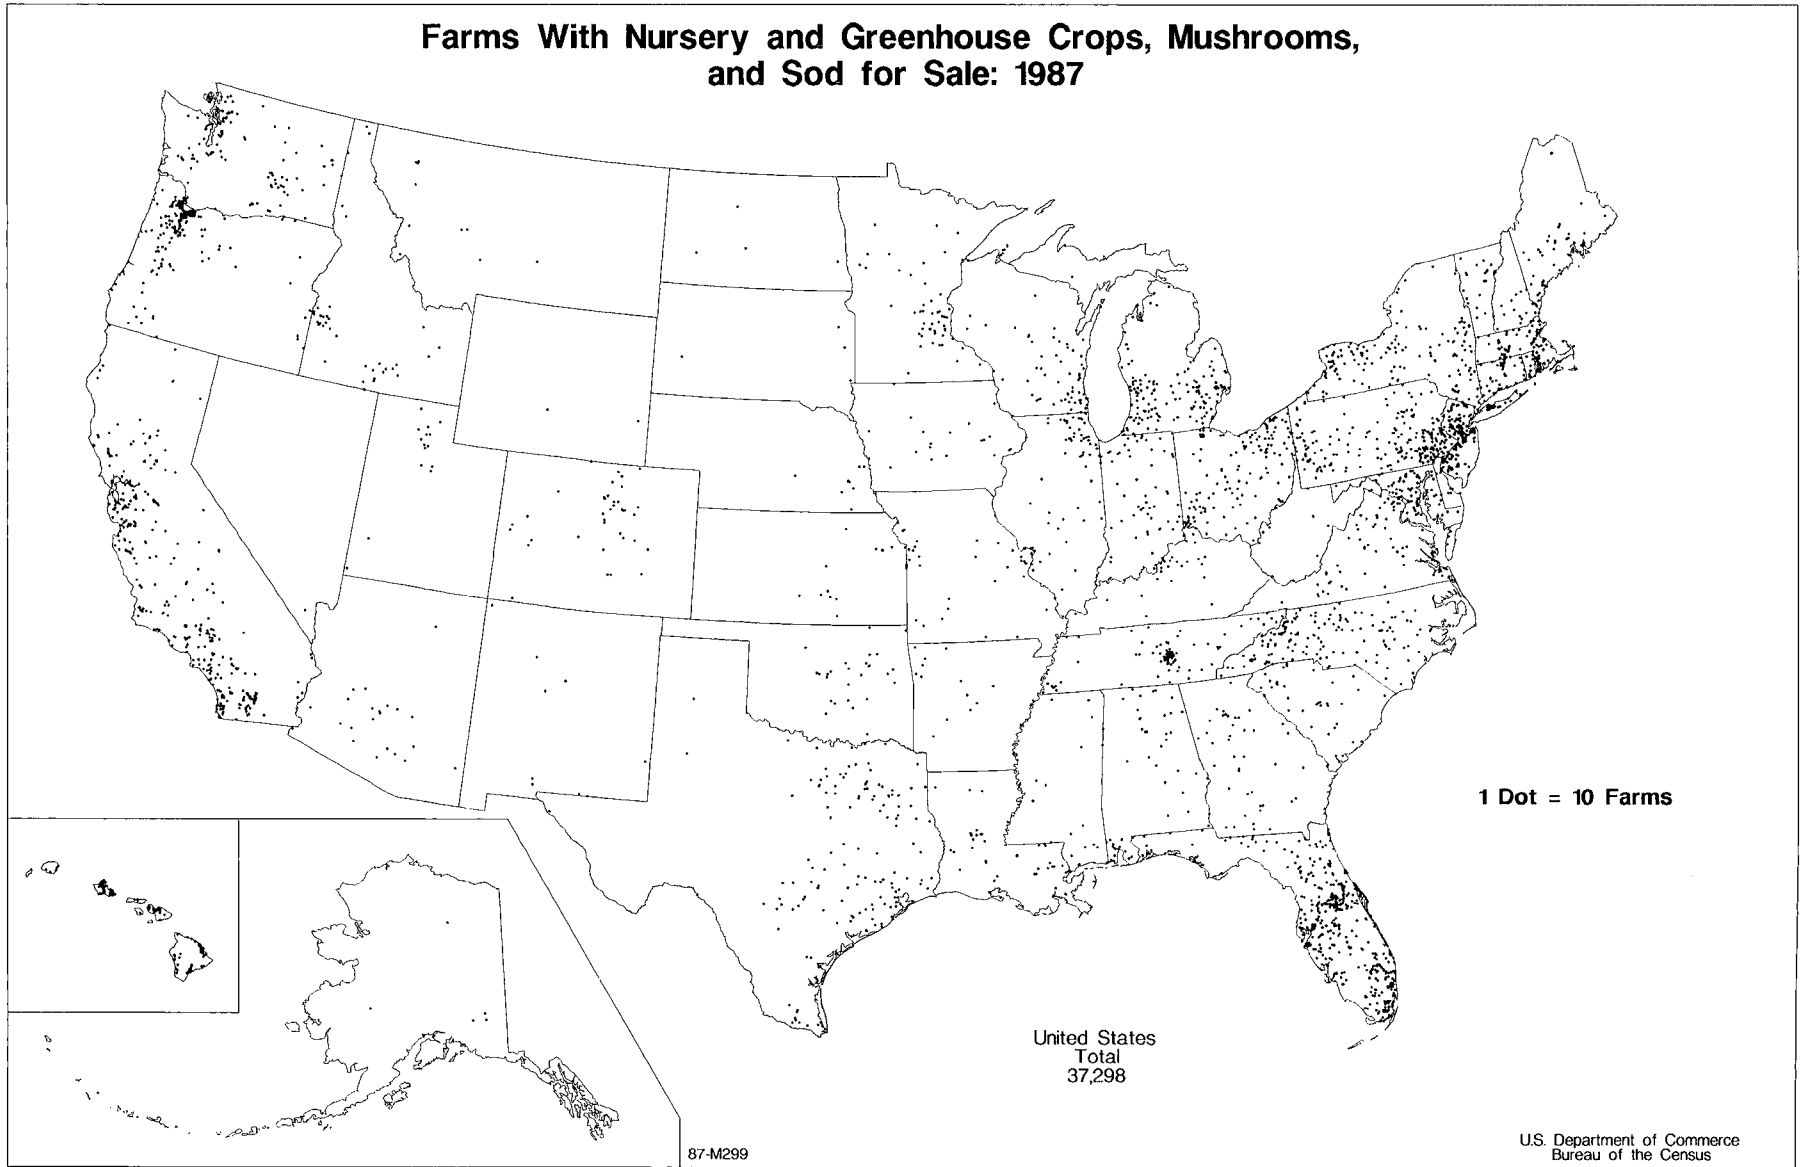 Farms With Nursery and Greenhouse Crops, Mushrooms,
and Sod for Sale: 1987
1 Dot = 10 Farms
United States
Total
37,298
87-M299
U.S. Department of Commerce
Bureau of the Census